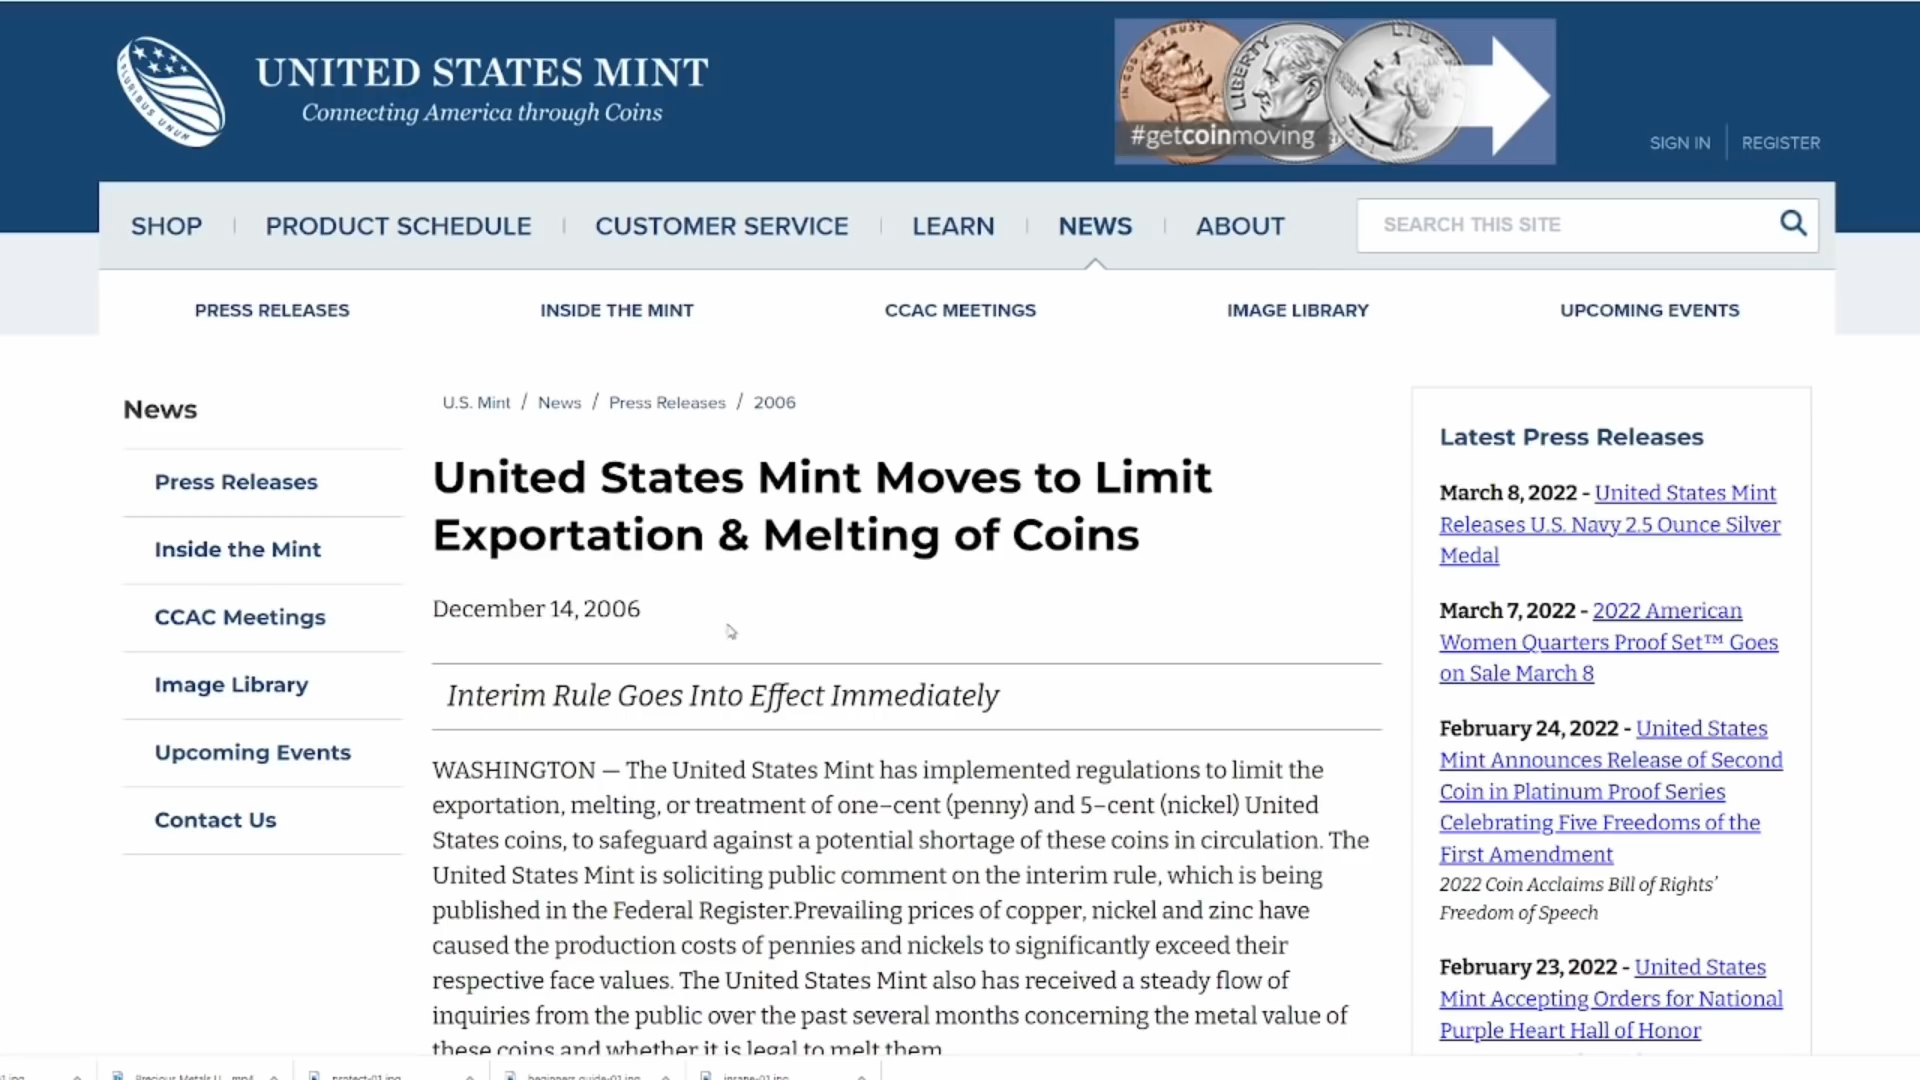 UNITED STATES MINT
Connecting America through Coins
E PLURIBUS UNUM
IN GOD WE TRUST
LIBERTY
#getcoinmoving
SIGN IN
REGISTER
SHOP
PRODUCT SCHEDULE
CUSTOMER SERVICE
LEARN
NEWS
ABOUT
SEARCH THIS SITE
PRESS RELEASES
INSIDE THE MINT
CCAC MEETINGS
IMAGE LIBRARY
UPCOMING EVENTS
News
Press Releases
Inside the Mint
CCAC Meetings
Image Library
Upcoming Events
Contact Us
U.S. Mint / News / Press Releases / 2006
United States Mint Moves to Limit
Exportation & Melting of Coins
December 14, 2006
Interim Rule Goes Into Effect Immediately
WASHINGTON — The United States Mint has implemented regulations to limit the
exportation, melting, or treatment of one–cent (penny) and 5–cent (nickel) United
States coins, to safeguard against a potential shortage of these coins in circulation. The
United States Mint is soliciting public comment on the interim rule, which is being
published in the Federal Register.Prevailing prices of copper, nickel and zinc have
caused the production costs of pennies and nickels to significantly exceed their
respective face values. The United States Mint also has received a steady flow of
inquiries from the public over the past several months concerning the metal value of
these coins and whether it is legal to melt them.
Latest Press Releases
March 8, 2022 - United States Mint
Releases U.S. Navy 2.5 Ounce Silver
Medal
March 7, 2022 - 2022 American
Women Quarters Proof Set™ Goes
on Sale March 8
February 24, 2022 - United States
Mint Announces Release of Second
Coin in Platinum Proof Series
Celebrating Five Freedoms of the
First Amendment
2022 Coin Acclaims Bill of Rights'
Freedom of Speech
February 23, 2022 - United States
Mint Accepting Orders for National
Purple Heart Hall of Honor